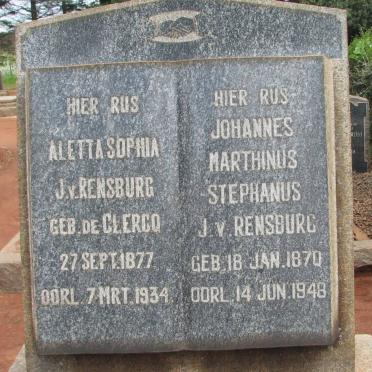 HIER RUS
ALETTA SOPHIA
J.v. RENSBURG
GEB. DE CLERCQ
27 SEPT. 1877
OORL. 7 MRT. 1934
HIER RUS
JOHANNES
MARTHINUS
STEPHANUS
J. v. RENSBURG
GEB. 18 JAN. 1870
OORL. 14 JUN. 1948